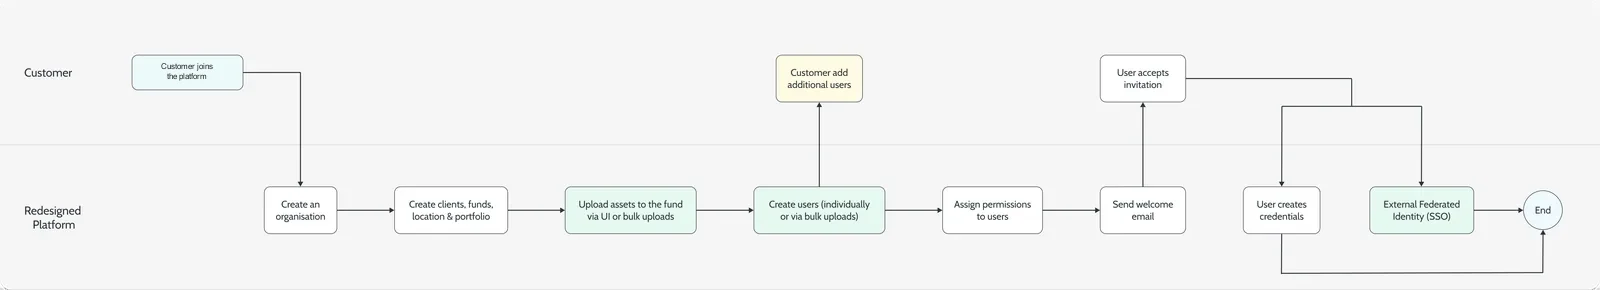 Customer
Customer joins
the platform
Customer add
additional users
User accepts
invitation
Redesigned
Platform
Create an
organisation
Create clients, funds,
location & portfolio
Upload assets to the fund
via UI or bulk uploads
Create users (individually
or via bulk uploads)
Assign permissions
to users
Send welcome
email
User creates
credentials
External Federated
Identity (SSO)
End